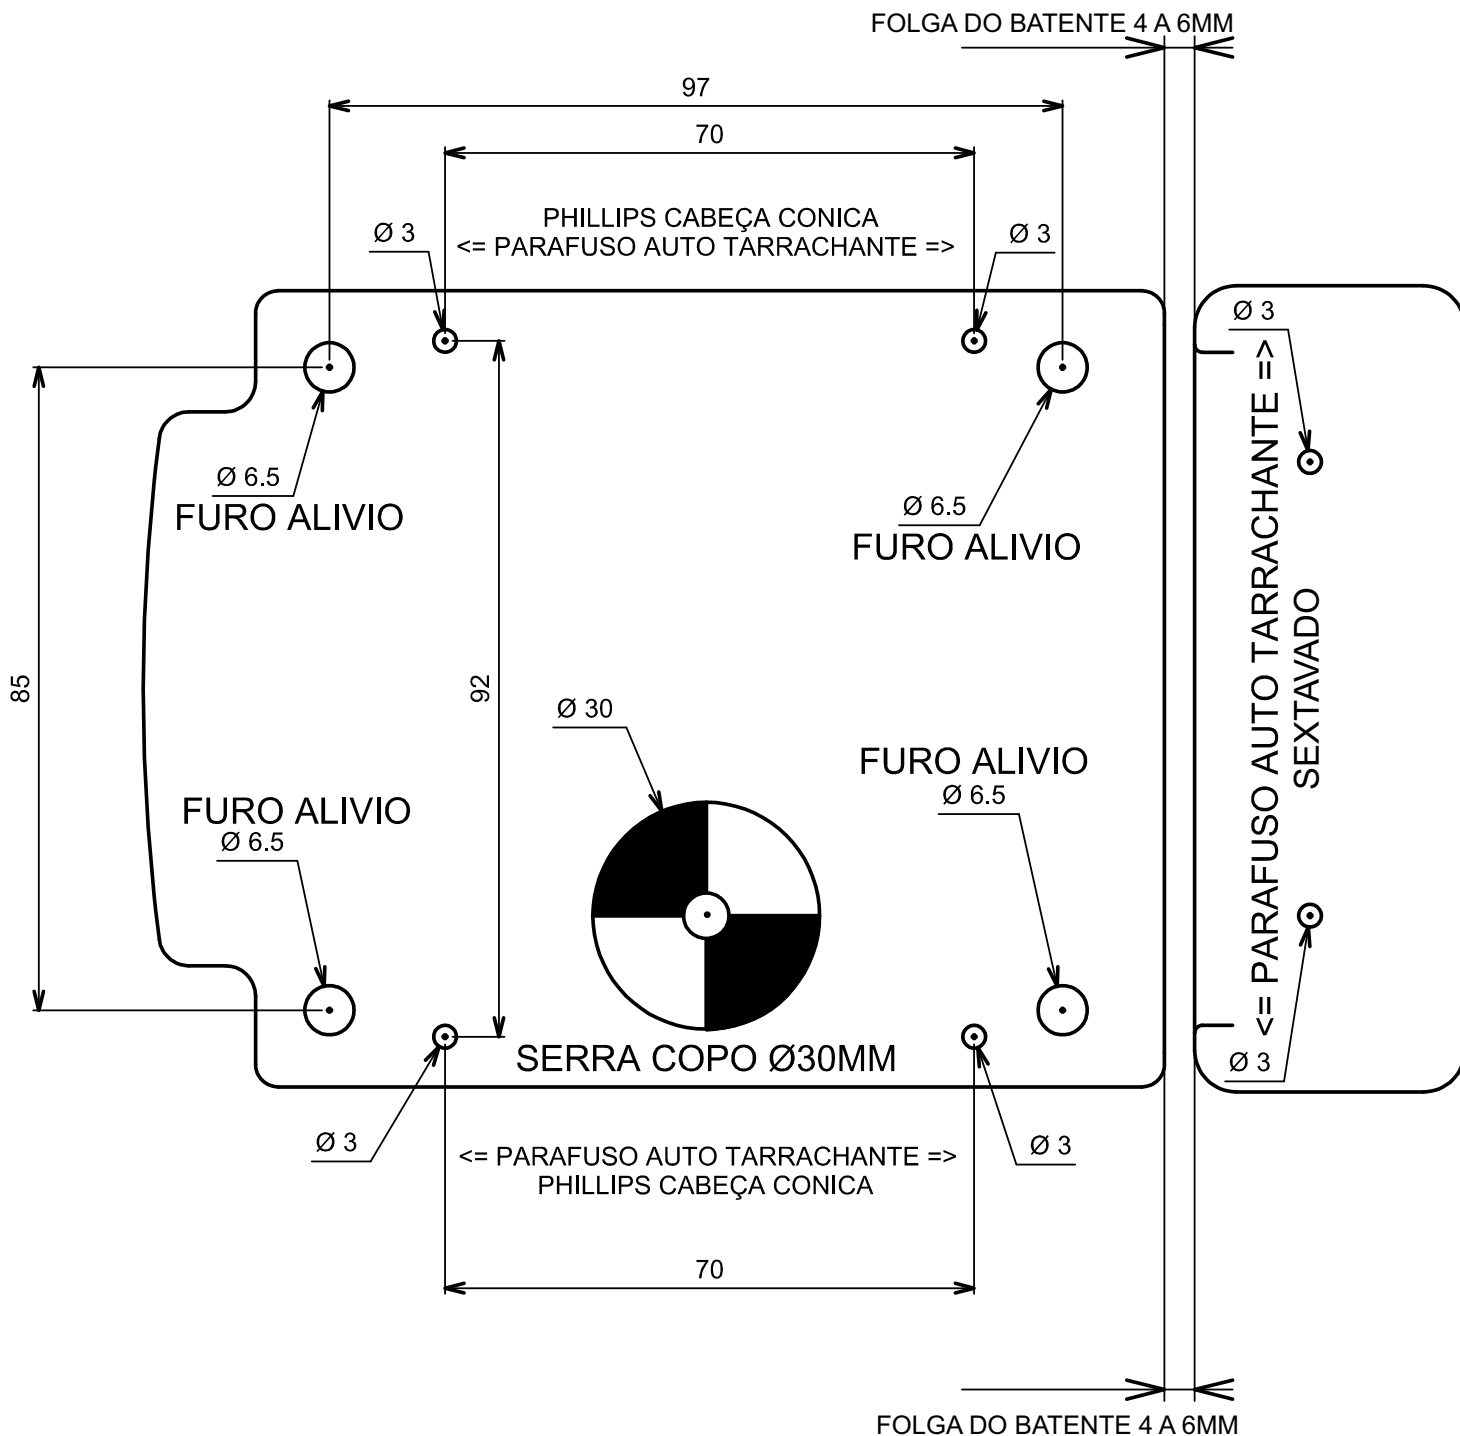 FOLGA DO BATENTE 4 A 6MM
97
70
PHILLIPS CABEÇA CONICA
<= PARAFUSO AUTO TARRACHANTE =>
Ø 3
Ø 3
Ø 3
Ø 6.5
FURO ALIVIO
Ø 6.5
FURO ALIVIO
<= PARAFUSO AUTO TARRACHANTE =>
SEXTAVADO
85
92
Ø 30
FURO ALIVIO
Ø 6.5
FURO ALIVIO
Ø 6.5
SERRA COPO Ø30MM
Ø 3
Ø 3
Ø 3
<= PARAFUSO AUTO TARRACHANTE =>
PHILLIPS CABEÇA CONICA
70
FOLGA DO BATENTE 4 A 6MM